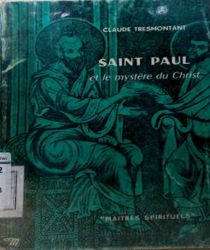 CLAUDE TRESMONTANT
SAINT PAUL
et le mystère du Christ
"MAITRES SPIRITUELS"